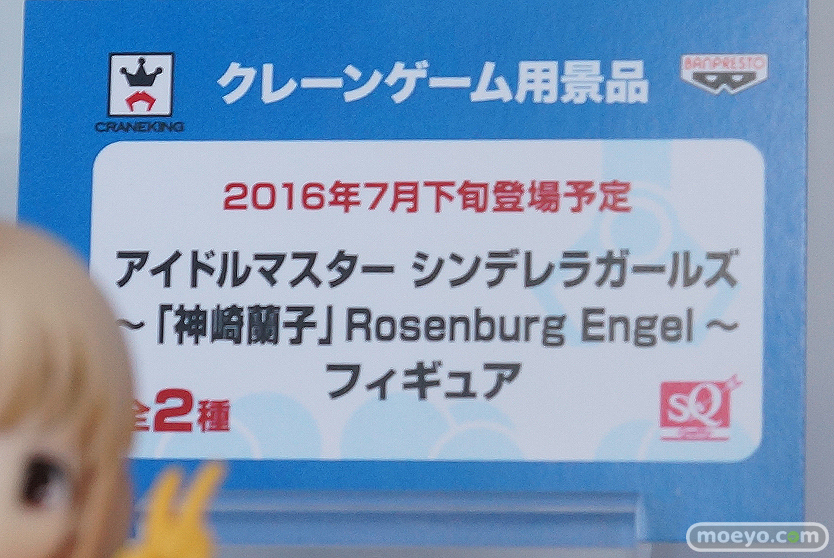 クレーンゲーム用景品
BANPRESTO
CRANEKING
2016年7月下旬登場予定
アイドルマスター シンデレラガールズ
～「神崎蘭子」Rosenburg Engel～
フィギュア
全2種
SQ
moeyo.com